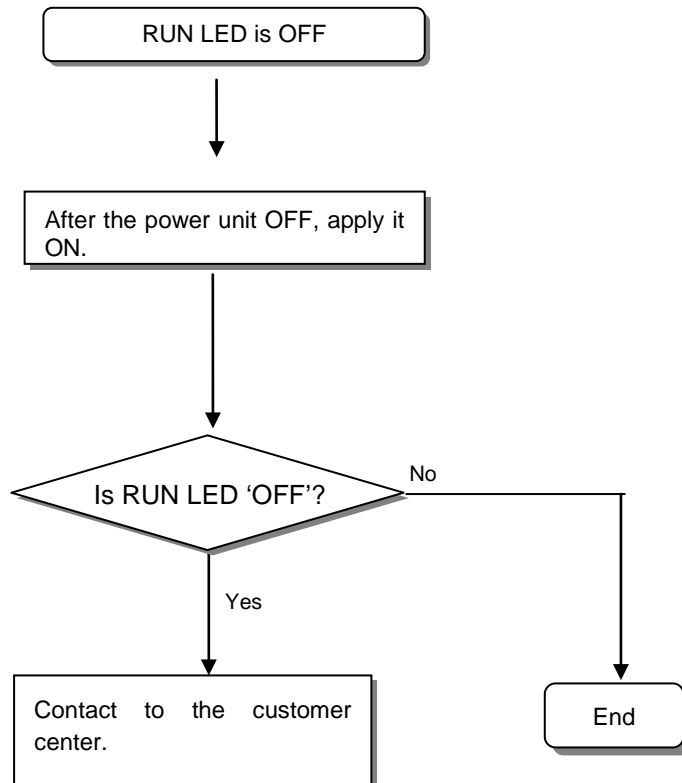 RUN LED is OFF
After the power unit OFF, apply it
ON.
Is RUN LED ‘OFF’?
No
Yes
Contact to the customer
center.
End